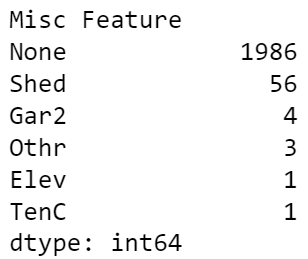 Misc Feature
None 1986
Shed 56
Gar2 4
Othr 3
Elev 1
TenC 1
dtype: int64